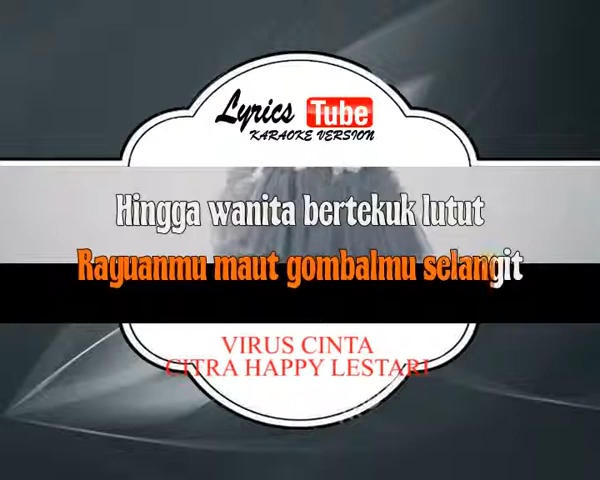 Lyrics Tube
KARAOKE VERSION
Hingga wanita bertekuk lutut
Rayuanmu maut gombalmu selangit
VIRUS CINTA
CITRA HAPPY LESTARI